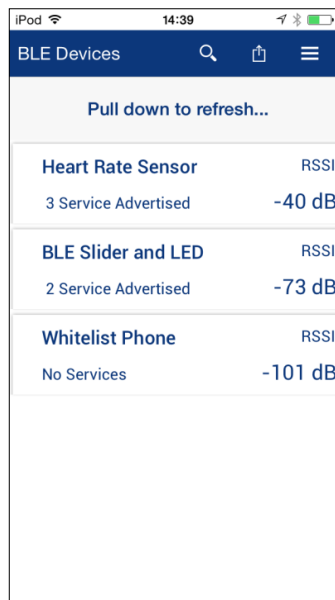 iPod 14:39
BLE Devices
Pull down to refresh...
Heart Rate Sensor RSSI
3 Service Advertised -40 dB
BLE Slider and LED RSSI
2 Service Advertised -73 dB
Whitelist Phone RSSI
No Services -101 dB